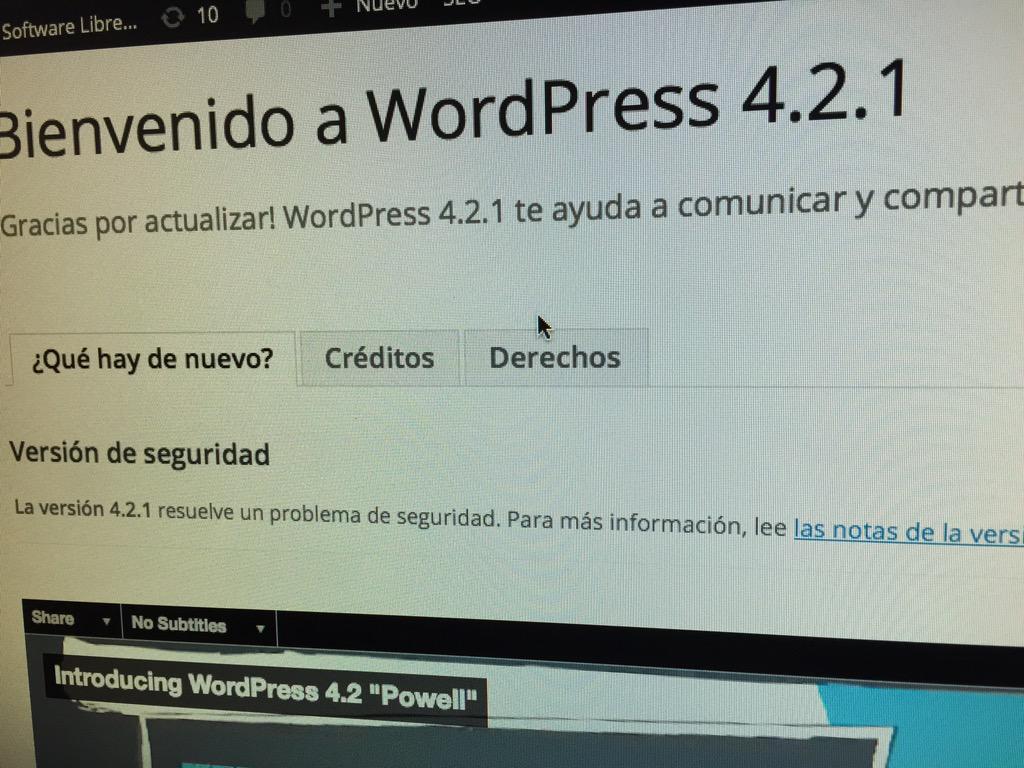 Software Libre... 10 0 + Nuevo
Bienvenido a WordPress 4.2.1
Gracias por actualizar! WordPress 4.2.1 te ayuda a comunicar y compart
¿Qué hay de nuevo? Créditos Derechos
Versión de seguridad
La versión 4.2.1 resuelve un problema de seguridad. Para más información, lee las notas de la versi
Share No Subtitles
Introducing WordPress 4.2 "Powell"